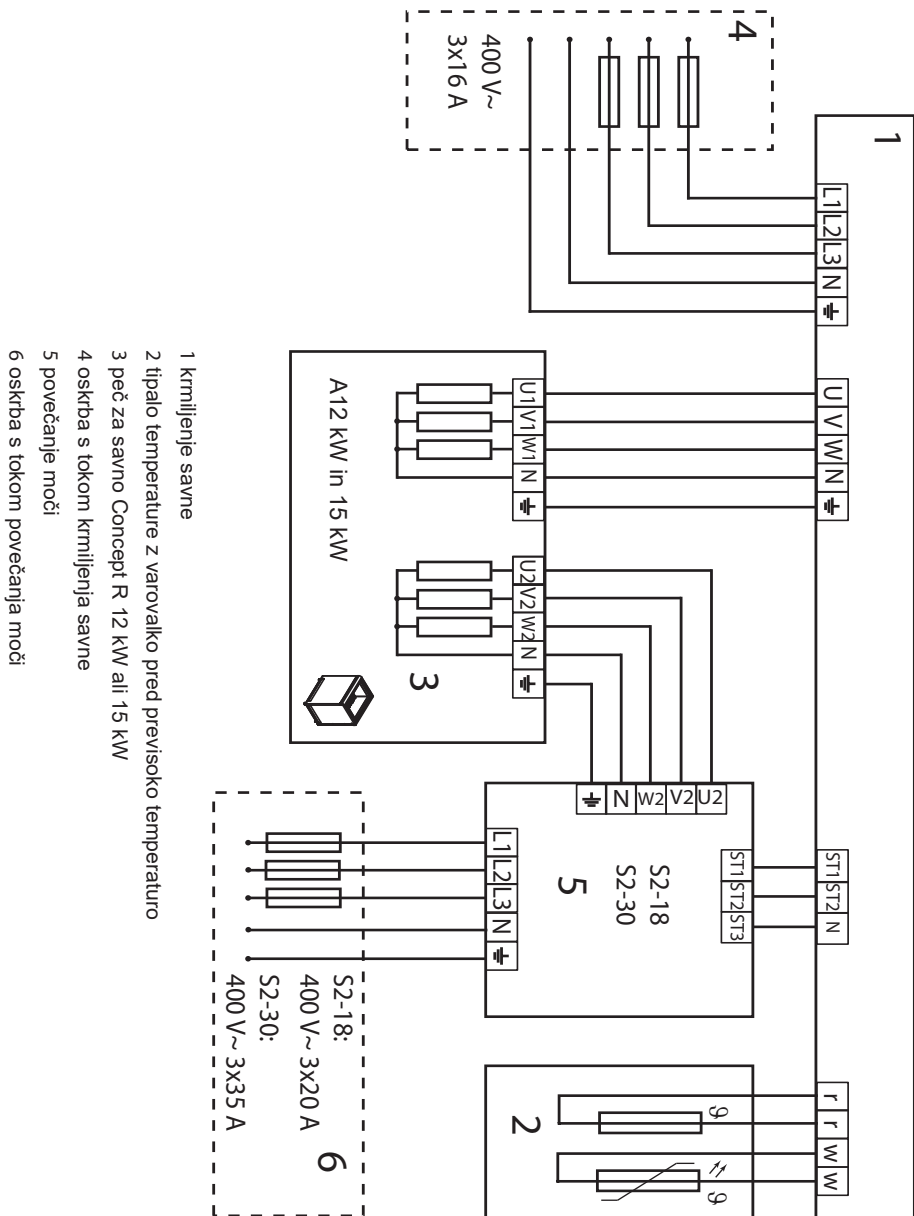 1
4
400 V~
3x16 A
L1 L2 L3 N
U V W N
ST1 ST2 N
r r w w
U1 V1 W1 N
U2 V2 W2 N
A12 kW in 15 kW
3
U2 V2 W2 N
ST1 ST2 ST3
S2-18
S2-30
5
L1 L2 L3 N
S2-18:
400 V~ 3x20 A
S2-30:
400 V~ 3x35 A
6
ϑ
ϑ
2
1 krmiljenje savne
2 tipalo temperature z varovalko pred previsoko temperaturo
3 peč za savno Concept R 12 kW ali 15 kW
4 oskrba s tokom krmiljenja savne
5 povečanje moči
6 oskrba s tokom povečanja moči